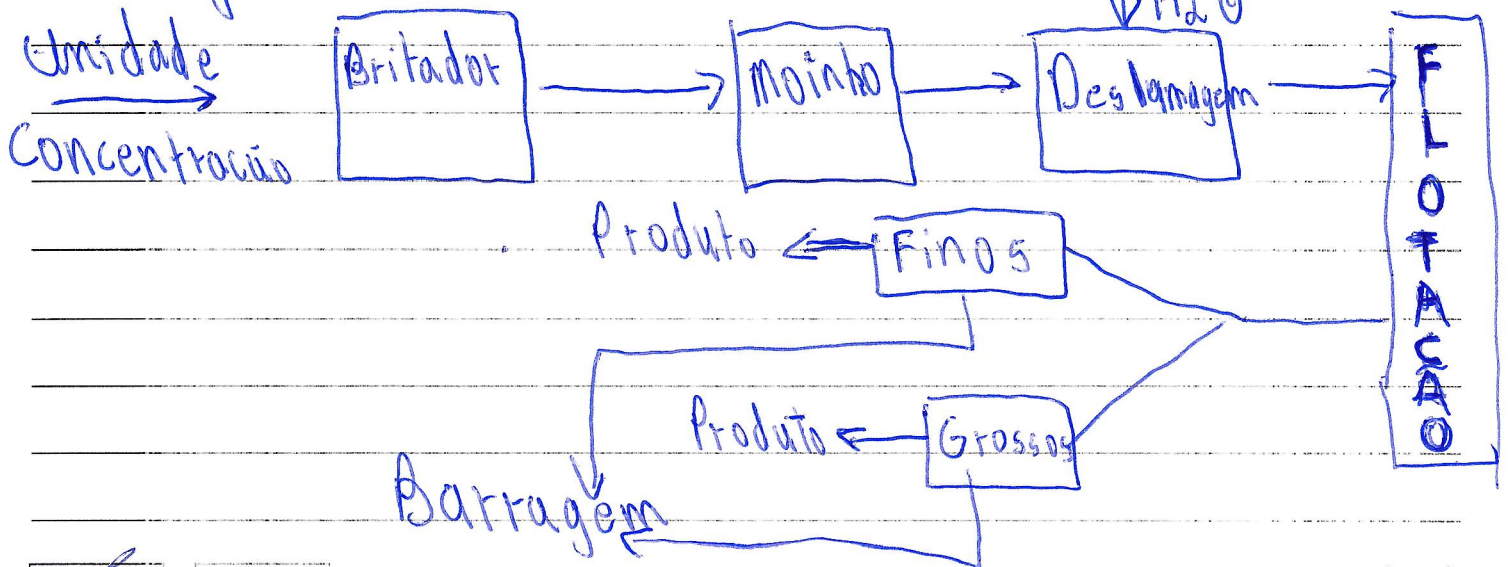 H2O
Unidade
Concentração
Britador
Moinho
Deslamagem
FLOTAÇÃO
Produto
Finos
Produto
Grossos
Barragem